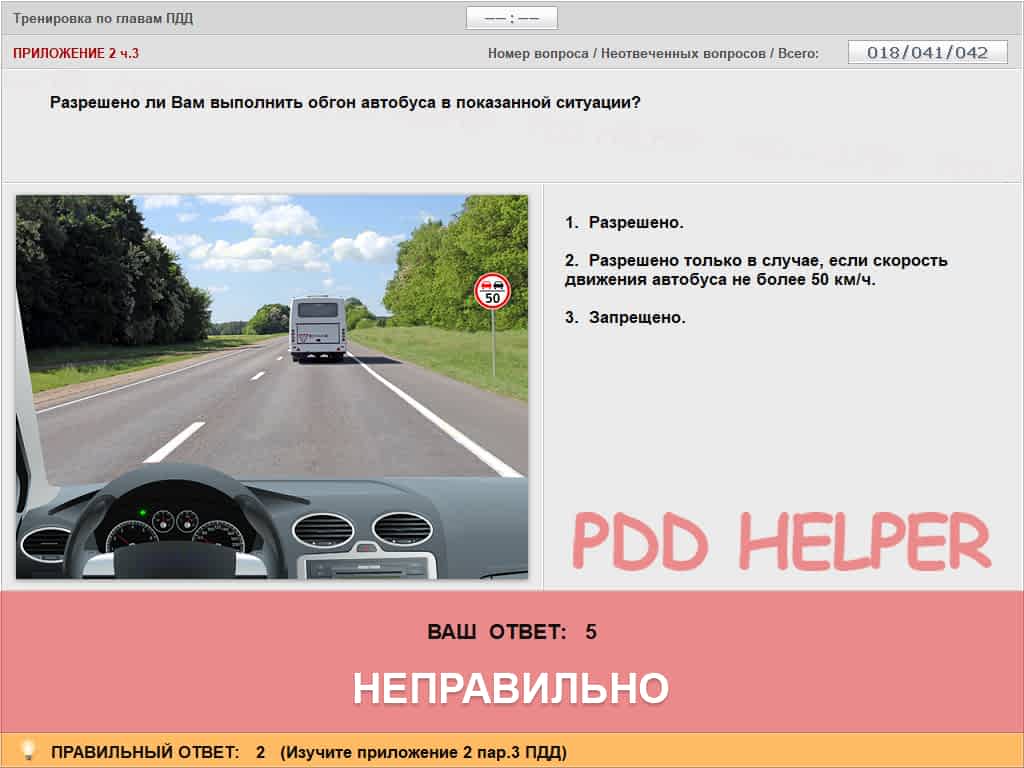 Тренировка по главам ПДД
–– : ––
ПРИЛОЖЕНИЕ 2 ч.3
Номер вопроса / Неотвеченных вопросов / Всего:
018/041/042
Разрешено ли Вам выполнить обгон автобуса в показанной ситуации?
50
1. Разрешено.
2. Разрешено только в случае, если скорость
движения автобуса не более 50 км/ч.
3. Запрещено.
PDD HELPER
ВАШ ОТВЕТ: 5
НЕПРАВИЛЬНО
ПРАВИЛЬНЫЙ ОТВЕТ: 2 (Изучите приложение 2 пар.3 ПДД)